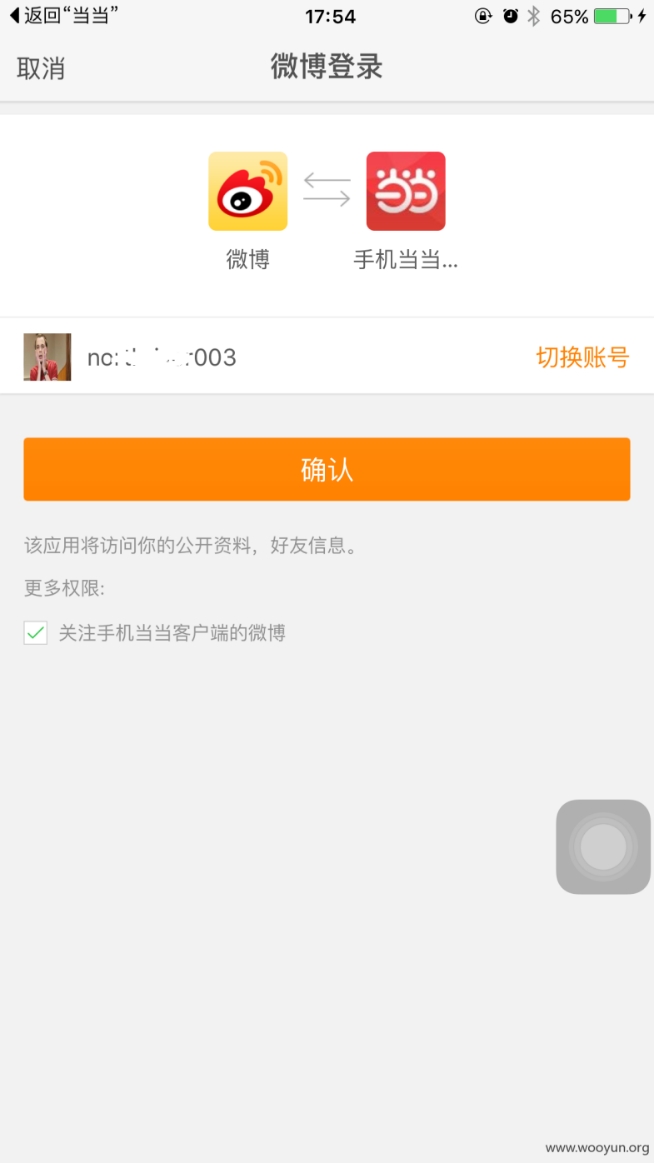 返回“当当”
17:54
65%
取消
微博登录
微博
手机当当...
003
切换账号
确认
该应用将访问你的公开资料，好友信息。
更多权限:
关注手机当当客户端的微博
www.wooyun.org